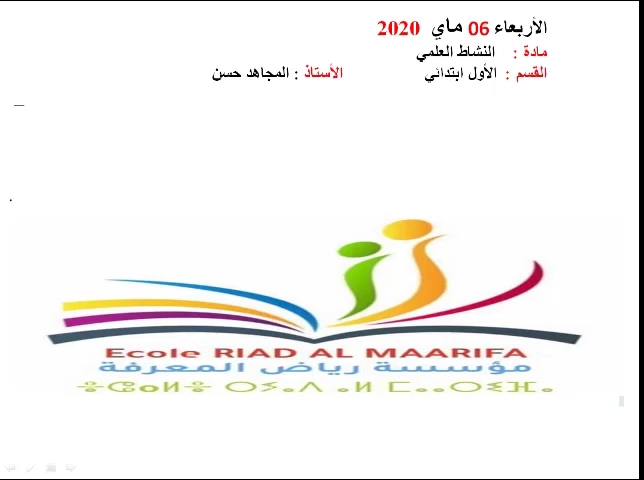 الأربعاء 06 ماي 2020
مادة : النشاط العلمي
القسم : الأول ابتدائي الأستاذ : المجاهد حسن
Ecole RIAD AL MAARIFA
مؤسسة رياض المعرفة